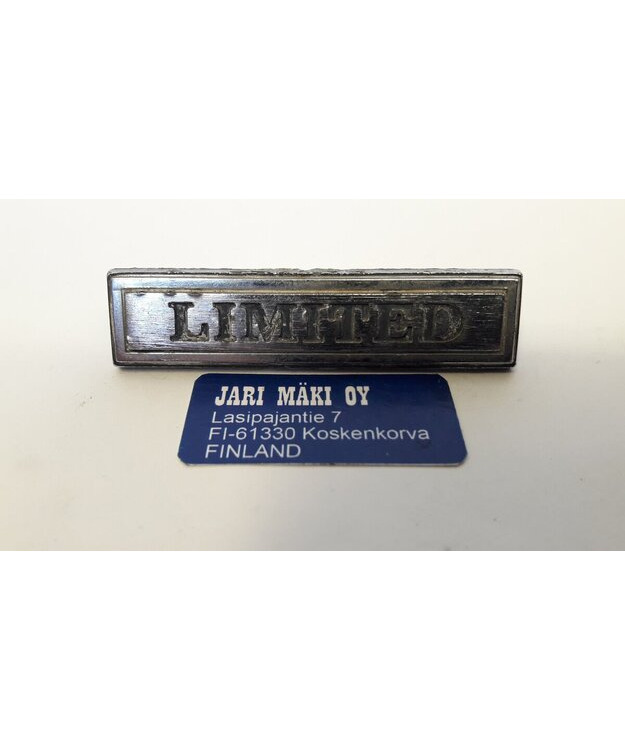 LIMITED
JARI MÄKI OY
Lasipajantie 7
FI-61330 Koskenkorva
FINLAND